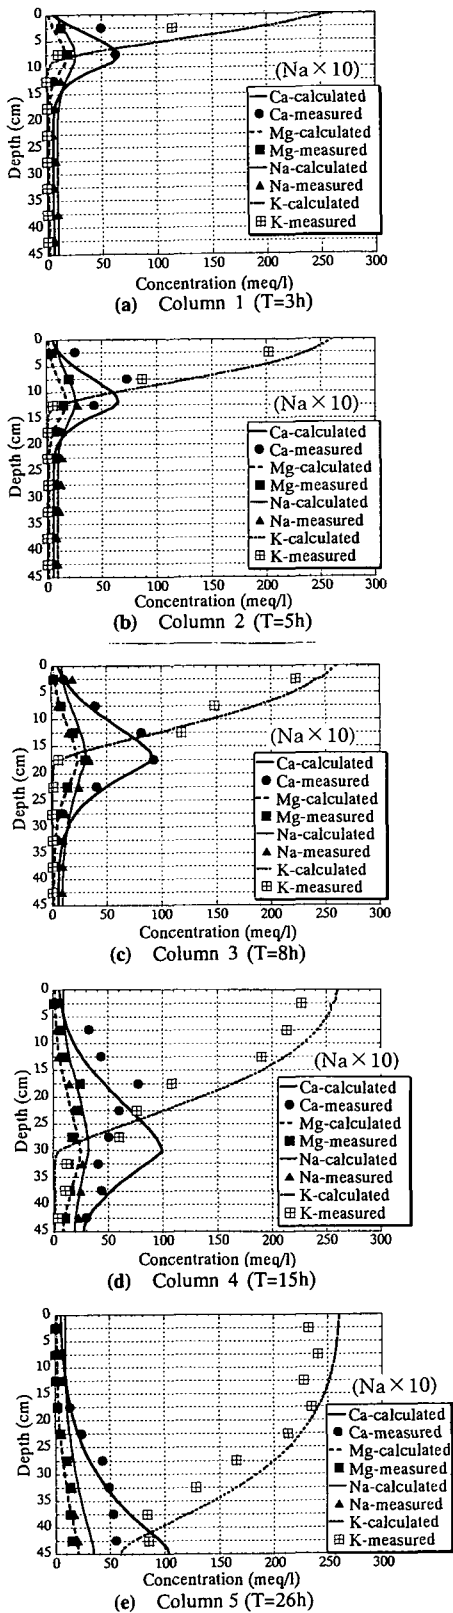 0
5
10
15
20
25
30
35
40
45
Depth (cm)
(Na×10)
Ca-calculated
Ca-measured
Mg-calculated
Mg-measured
Na-calculated
Na-measured
K-calculated
K-measured
0 50 100 150 200 250 300
Concentration (meq/l)
(a) Column 1 (T=3h)
0
5
10
15
20
25
30
35
40
45
Depth (cm)
(Na×10)
Ca-calculated
Ca-measured
Mg-calculated
Mg-measured
Na-calculated
Na-measured
K-calculated
K-measured
0 50 100 150 200 250 300
Concentration (meq/l)
(b) Column 2 (T=5h)
0
5
10
15
20
25
30
35
40
45
Depth (cm)
(Na×10)
Ca-calculated
Ca-measured
Mg-calculated
Mg-measured
Na-calculated
Na-measured
K-calculated
K-measured
0 50 100 150 200 250 300
Concentration (meq/l)
(c) Column 3 (T=8h)
0
5
10
15
20
25
30
35
40
45
Depth (cm)
(Na×10)
Ca-calculated
Ca-measured
Mg-calculated
Mg-measured
Na-calculated
Na-measured
K-calculated
K-measured
0 50 100 150 200 250 300
Concentration (meq/l)
(d) Column 4 (T=15h)
0
5
10
15
20
25
30
35
40
45
Depth (cm)
(Na×10)
Ca-calculated
Ca-measured
Mg-calculated
Mg-measured
Na-calculated
Na-measured
K-calculated
K-measured
0 50 100 150 200 250 300
Concentration (meq/l)
(e) Column 5 (T=26h)